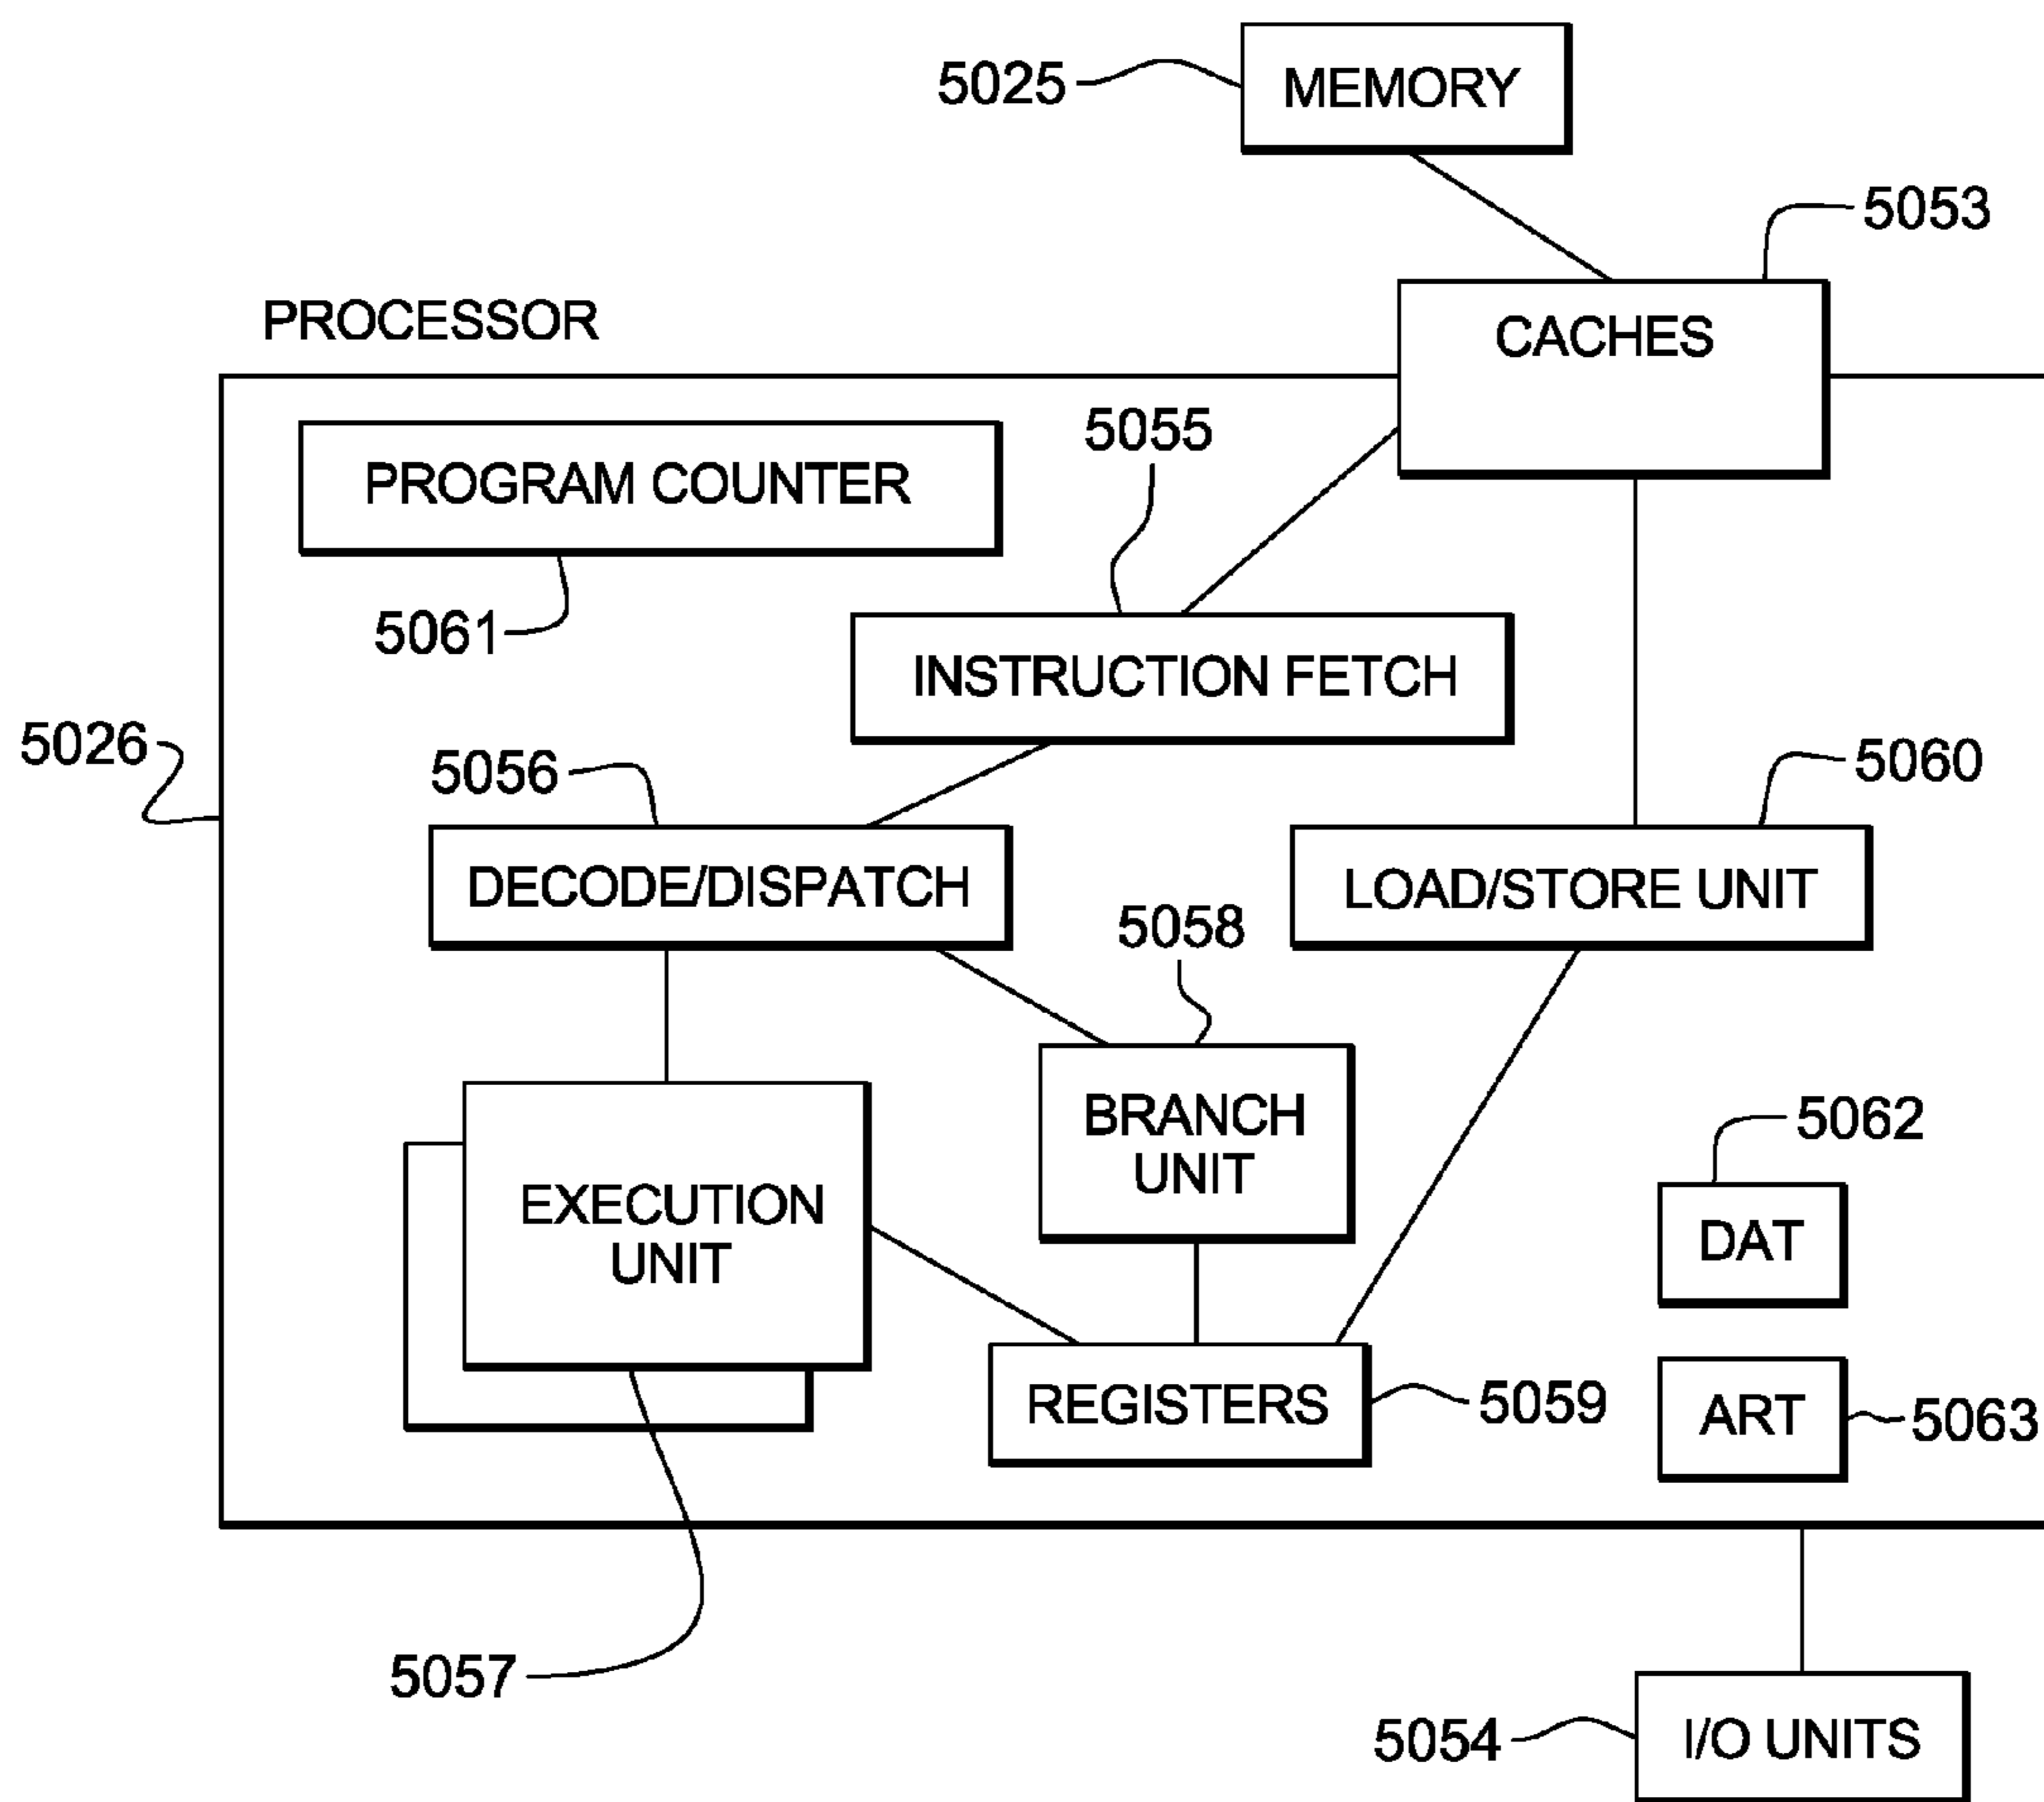 MEMORY
5025
5053
CACHES
PROCESSOR
5055
PROGRAM COUNTER
5061
INSTRUCTION FETCH
5026
5056
5060
DECODE/DISPATCH
LOAD/STORE UNIT
5058
BRANCH
UNIT
5062
EXECUTION
UNIT
DAT
REGISTERS
5059
ART
5063
5057
5054
I/O UNITS